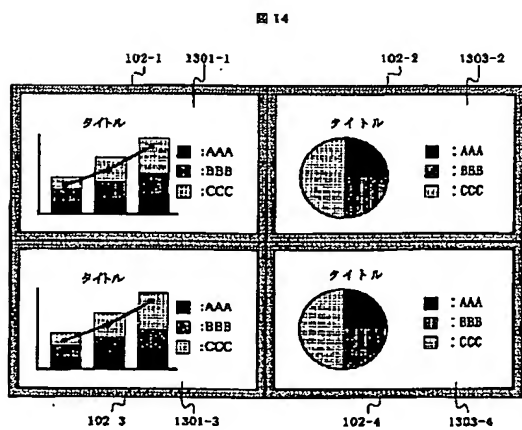 図 14
102-1 1301-1 102-2 1303-2
タイトル
:AAA
:BBB
:CCC
タイトル
:AAA
:BBB
:CCC
タイトル
:AAA
:BBB
:CCC
タイトル
:AAA
:BBB
:CCC
102-3 1301-3 102-4 1303-4